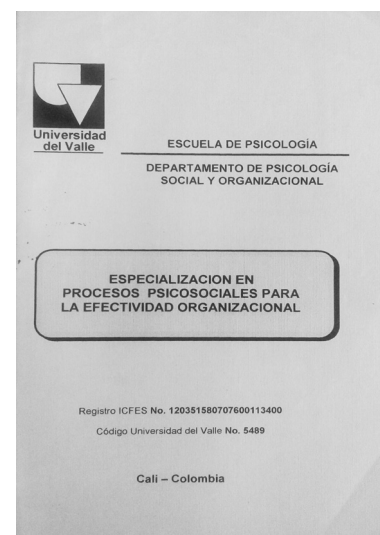 Universidad
del Valle
ESCUELA DE PSICOLOGÍA
DEPARTAMENTO DE PSICOLOGÍA
SOCIAL Y ORGANIZACIONAL
ESPECIALIZACION EN
PROCESOS PSICOSOCIALES PARA
LA EFECTIVIDAD ORGANIZACIONAL
Registro ICFES No. 120351580707600113400
Código Universidad del Valle No. 5489
Cali – Colombia